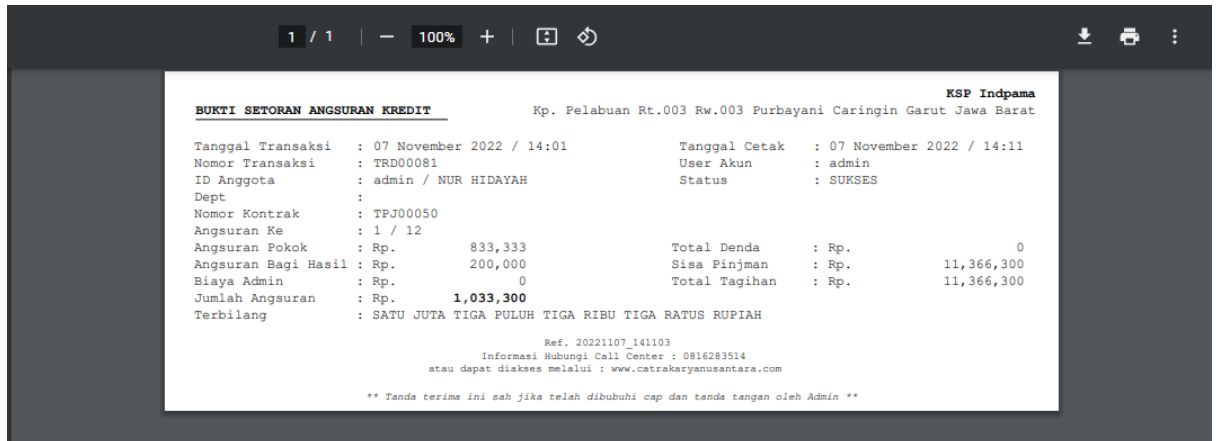 1 / 1 | — 100% + |
KSP Indpama
BUKTI SETORAN ANGSURAN KREDIT Kp. Pelabuan Rt.003 Rw.003 Purbayani Caringin Garut Jawa Barat
Tanggal Transaksi : 07 November 2022 / 14:01 Tanggal Cetak : 07 November 2022 / 14:11
Nomor Transaksi : TRD00081 User Akun : admin
ID Anggota : admin / NUR HIDAYAH Status : SUKSES
Dept :
Nomor Kontrak : TPJ00050
Angsuran Ke : 1 / 12
Angsuran Pokok : Rp. 833,333 Total Denda : Rp. 0
Angsuran Bagi Hasil : Rp. 200,000 Sisa Pinjman : Rp. 11,366,300
Biaya Admin : Rp. 0 Total Tagihan : Rp. 11,366,300
Jumlah Angsuran : Rp. 1,033,300
Terbilang : SATU JUTA TIGA PULUH TIGA RIBU TIGA RATUS RUPIAH
Ref. 20221107_141103
Informasi Hubungi Call Center : 0816283514
atau dapat diakses melalui : www.catrakaryanusantara.com
** Tanda terima ini sah jika telah dibubuhi cap dan tanda tangan oleh Admin **